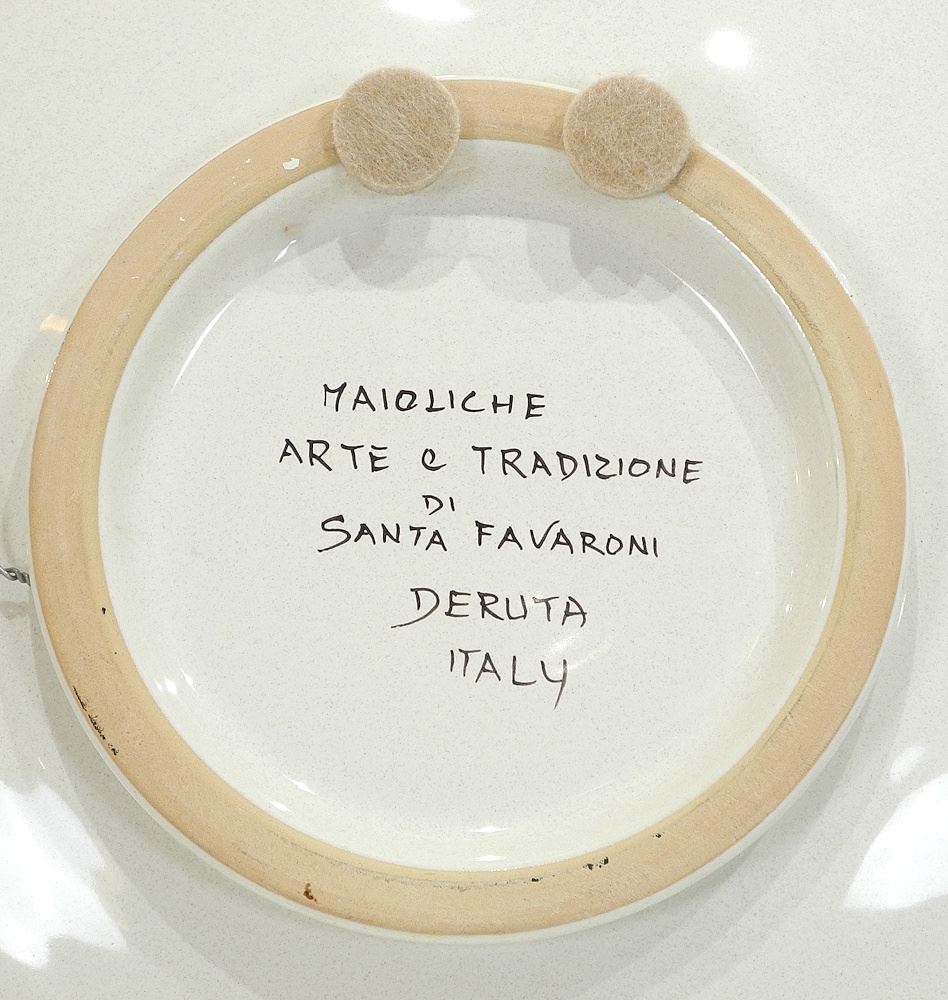 MAIOLICHE
ARTE e TRADIZIONE
DI
SANTA FAVARONI
DERUTA
ITALY